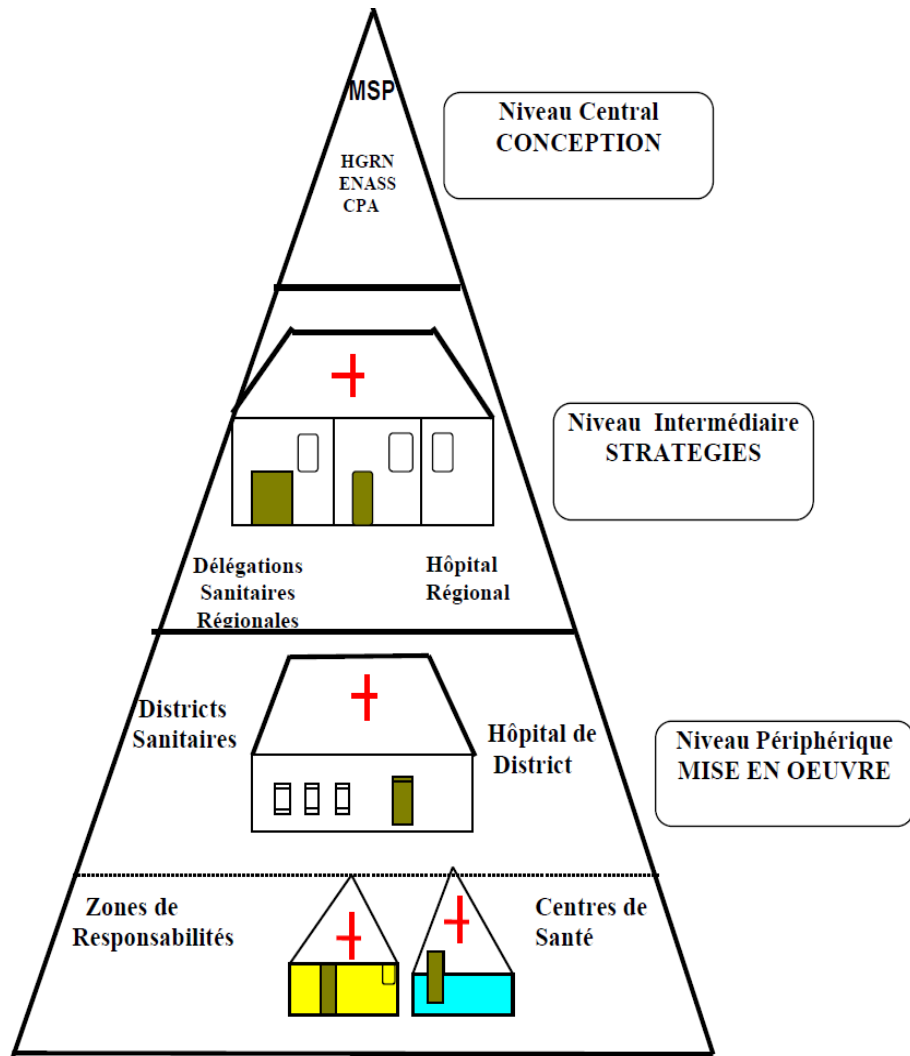 MSP
HGRN
ENASS
CPA
Niveau Central
CONCEPTION
Niveau Intermédiaire
STRATEGIES
Délégations
Sanitaires
Régionales
Hôpital
Régional
Districts
Sanitaires
Hôpital de
District
Niveau Périphérique
MISE EN OEUVRE
Zones de
Responsabilités
Centres de
Santé